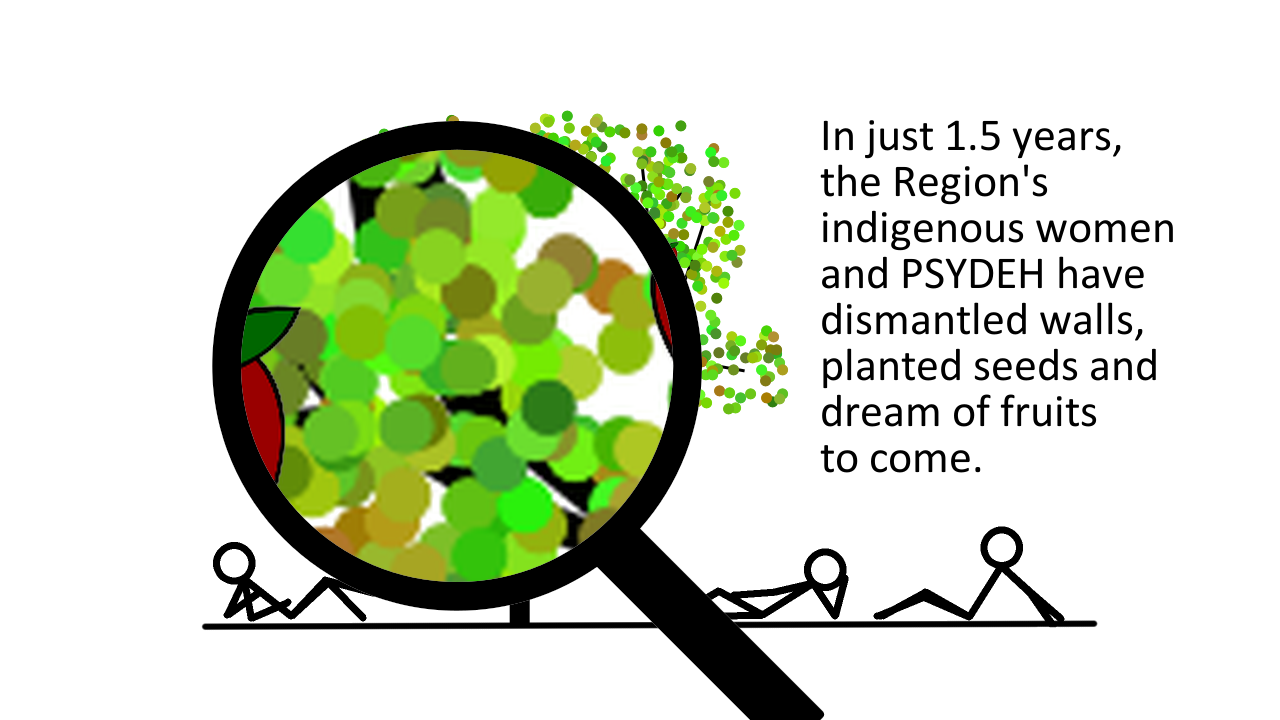 In just 1.5 years,
the Region's
indigenous women
and PSYDEH have
dismantled walls,
planted seeds and
dream of fruits
to come.